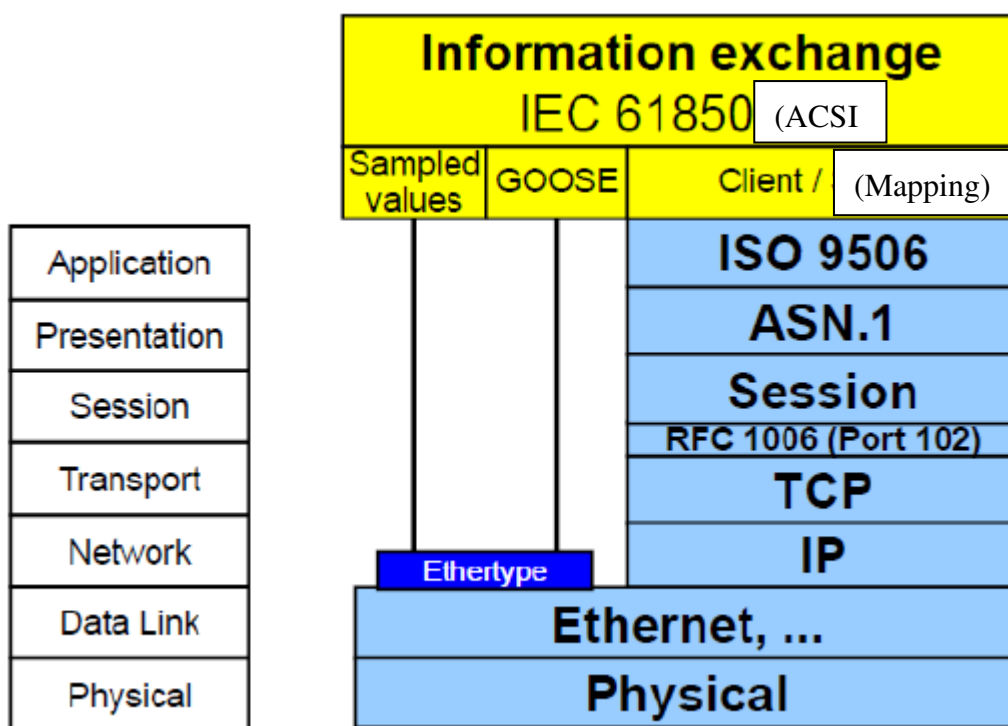 Information exchange
IEC 61850 (ACSI
Sampled
values
GOOSE
Client /
(Mapping)
Application
ISO 9506
Presentation
ASN.1
Session
Session
RFC 1006 (Port 102)
Transport
TCP
Network
IP
Ethertype
Data Link
Ethernet, ...
Physical
Physical